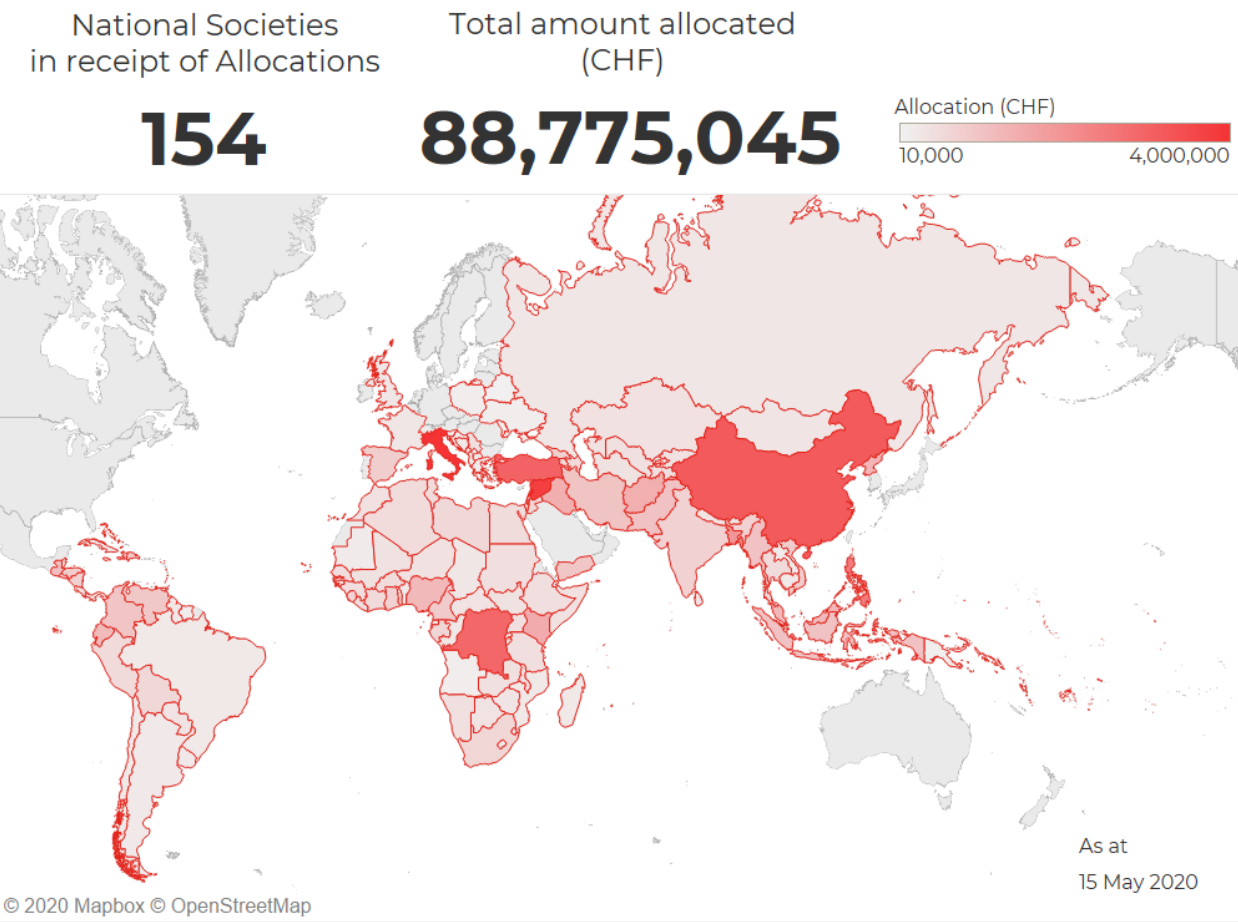 National Societies
in receipt of Allocations
154
Total amount allocated
(CHF)
88,775,045
Allocation (CHF)
10,000 4,000,000
As at
15 May 2020
© 2020 Mapbox © OpenStreetMap